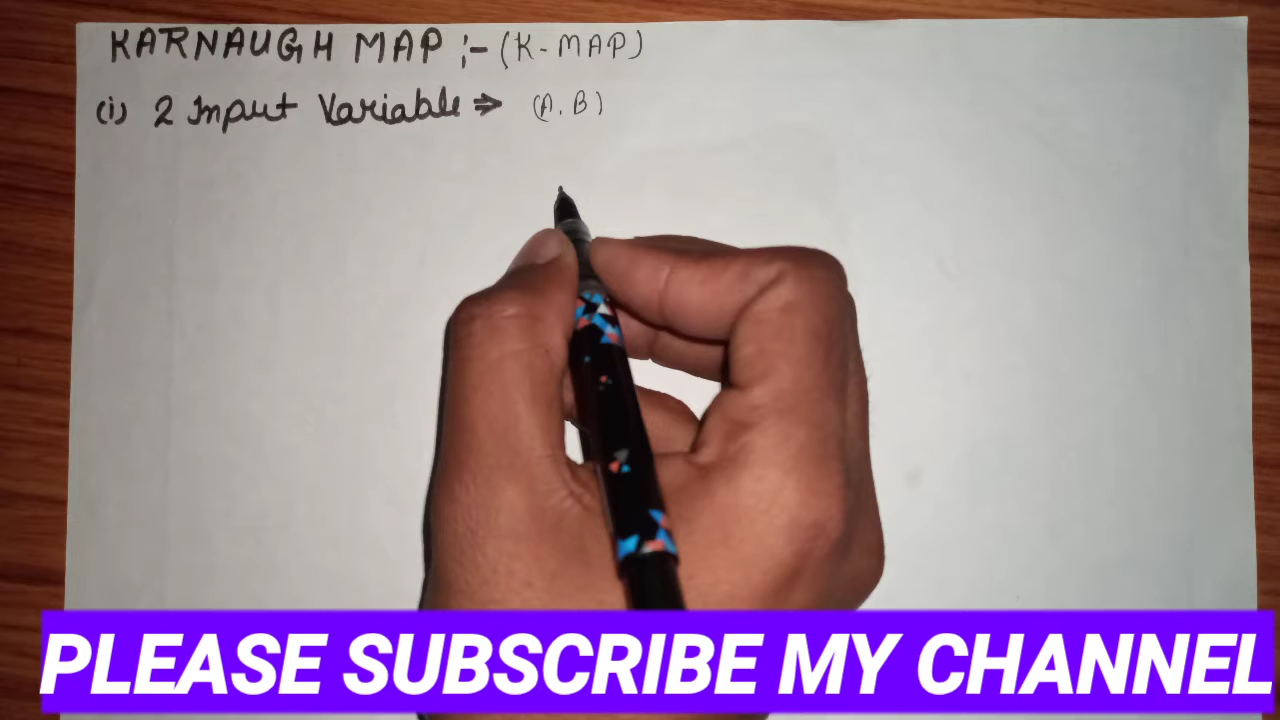 KARNAUGH MAP :- (K-MAP)
(i) 2 Input Variable ⇒ (A, B)
PLEASE SUBSCRIBE MY CHANNEL